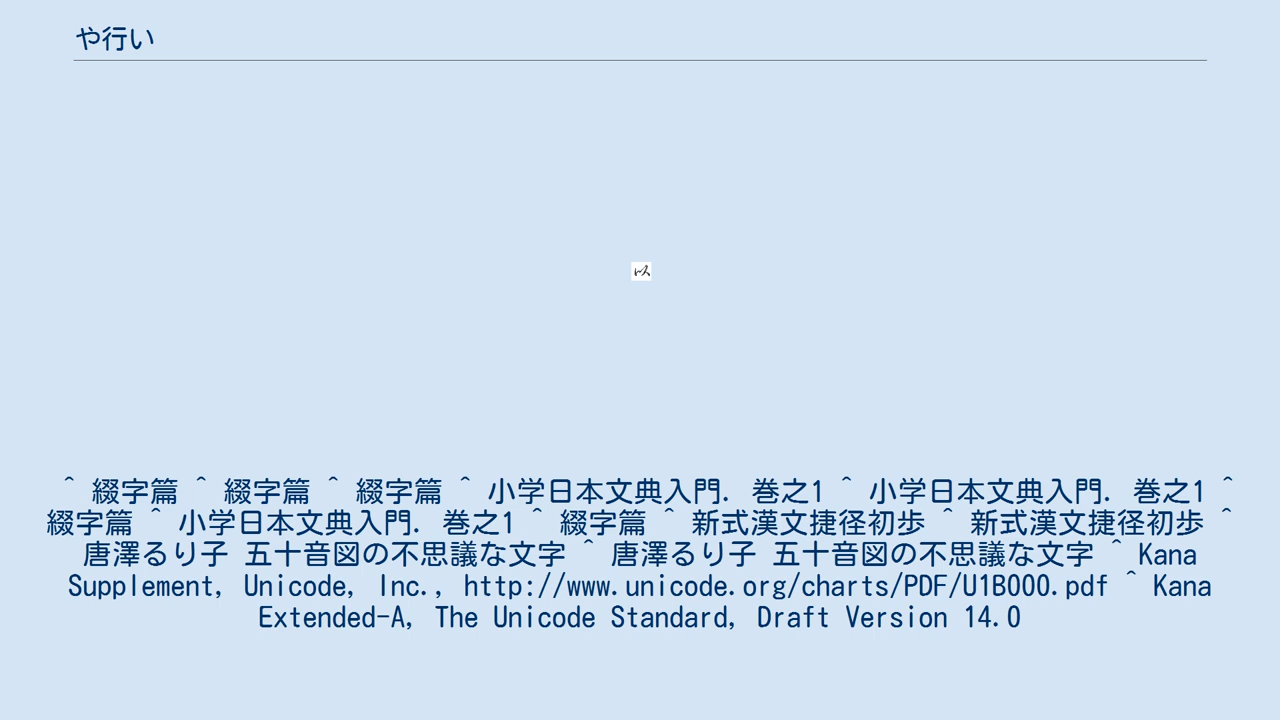 や行い
^ 綴字篇 ^ 綴字篇 ^ 綴字篇 ^ 小学日本文典入門. 巻之1 ^ 小学日本文典入門. 巻之1 ^
綴字篇 ^ 小学日本文典入門. 巻之1 ^ 綴字篇 ^ 新式漢文捷径初歩 ^ 新式漢文捷径初歩 ^
唐澤るり子 五十音図の不思議な文字 ^ 唐澤るり子 五十音図の不思議な文字 ^ Kana
Supplement, Unicode, Inc., http://www.unicode.org/charts/PDF/U1B000.pdf ^ Kana
Extended-A, The Unicode Standard, Draft Version 14.0